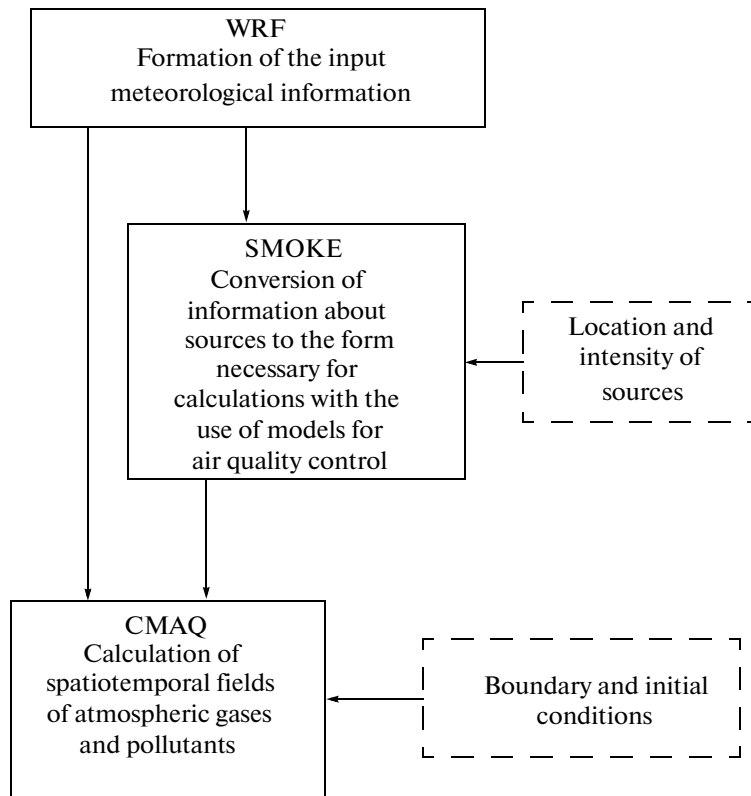 WRF
Formation of the input
meteorological information
SMOKE
Conversion of
information about
sources to the form
necessary for
calculations with the
use of models for
air quality control
Location and
intensity of
sources
CMAQ
Calculation of
spatiotemporal fields
of atmospheric gases
and pollutants
Boundary and initial
conditions